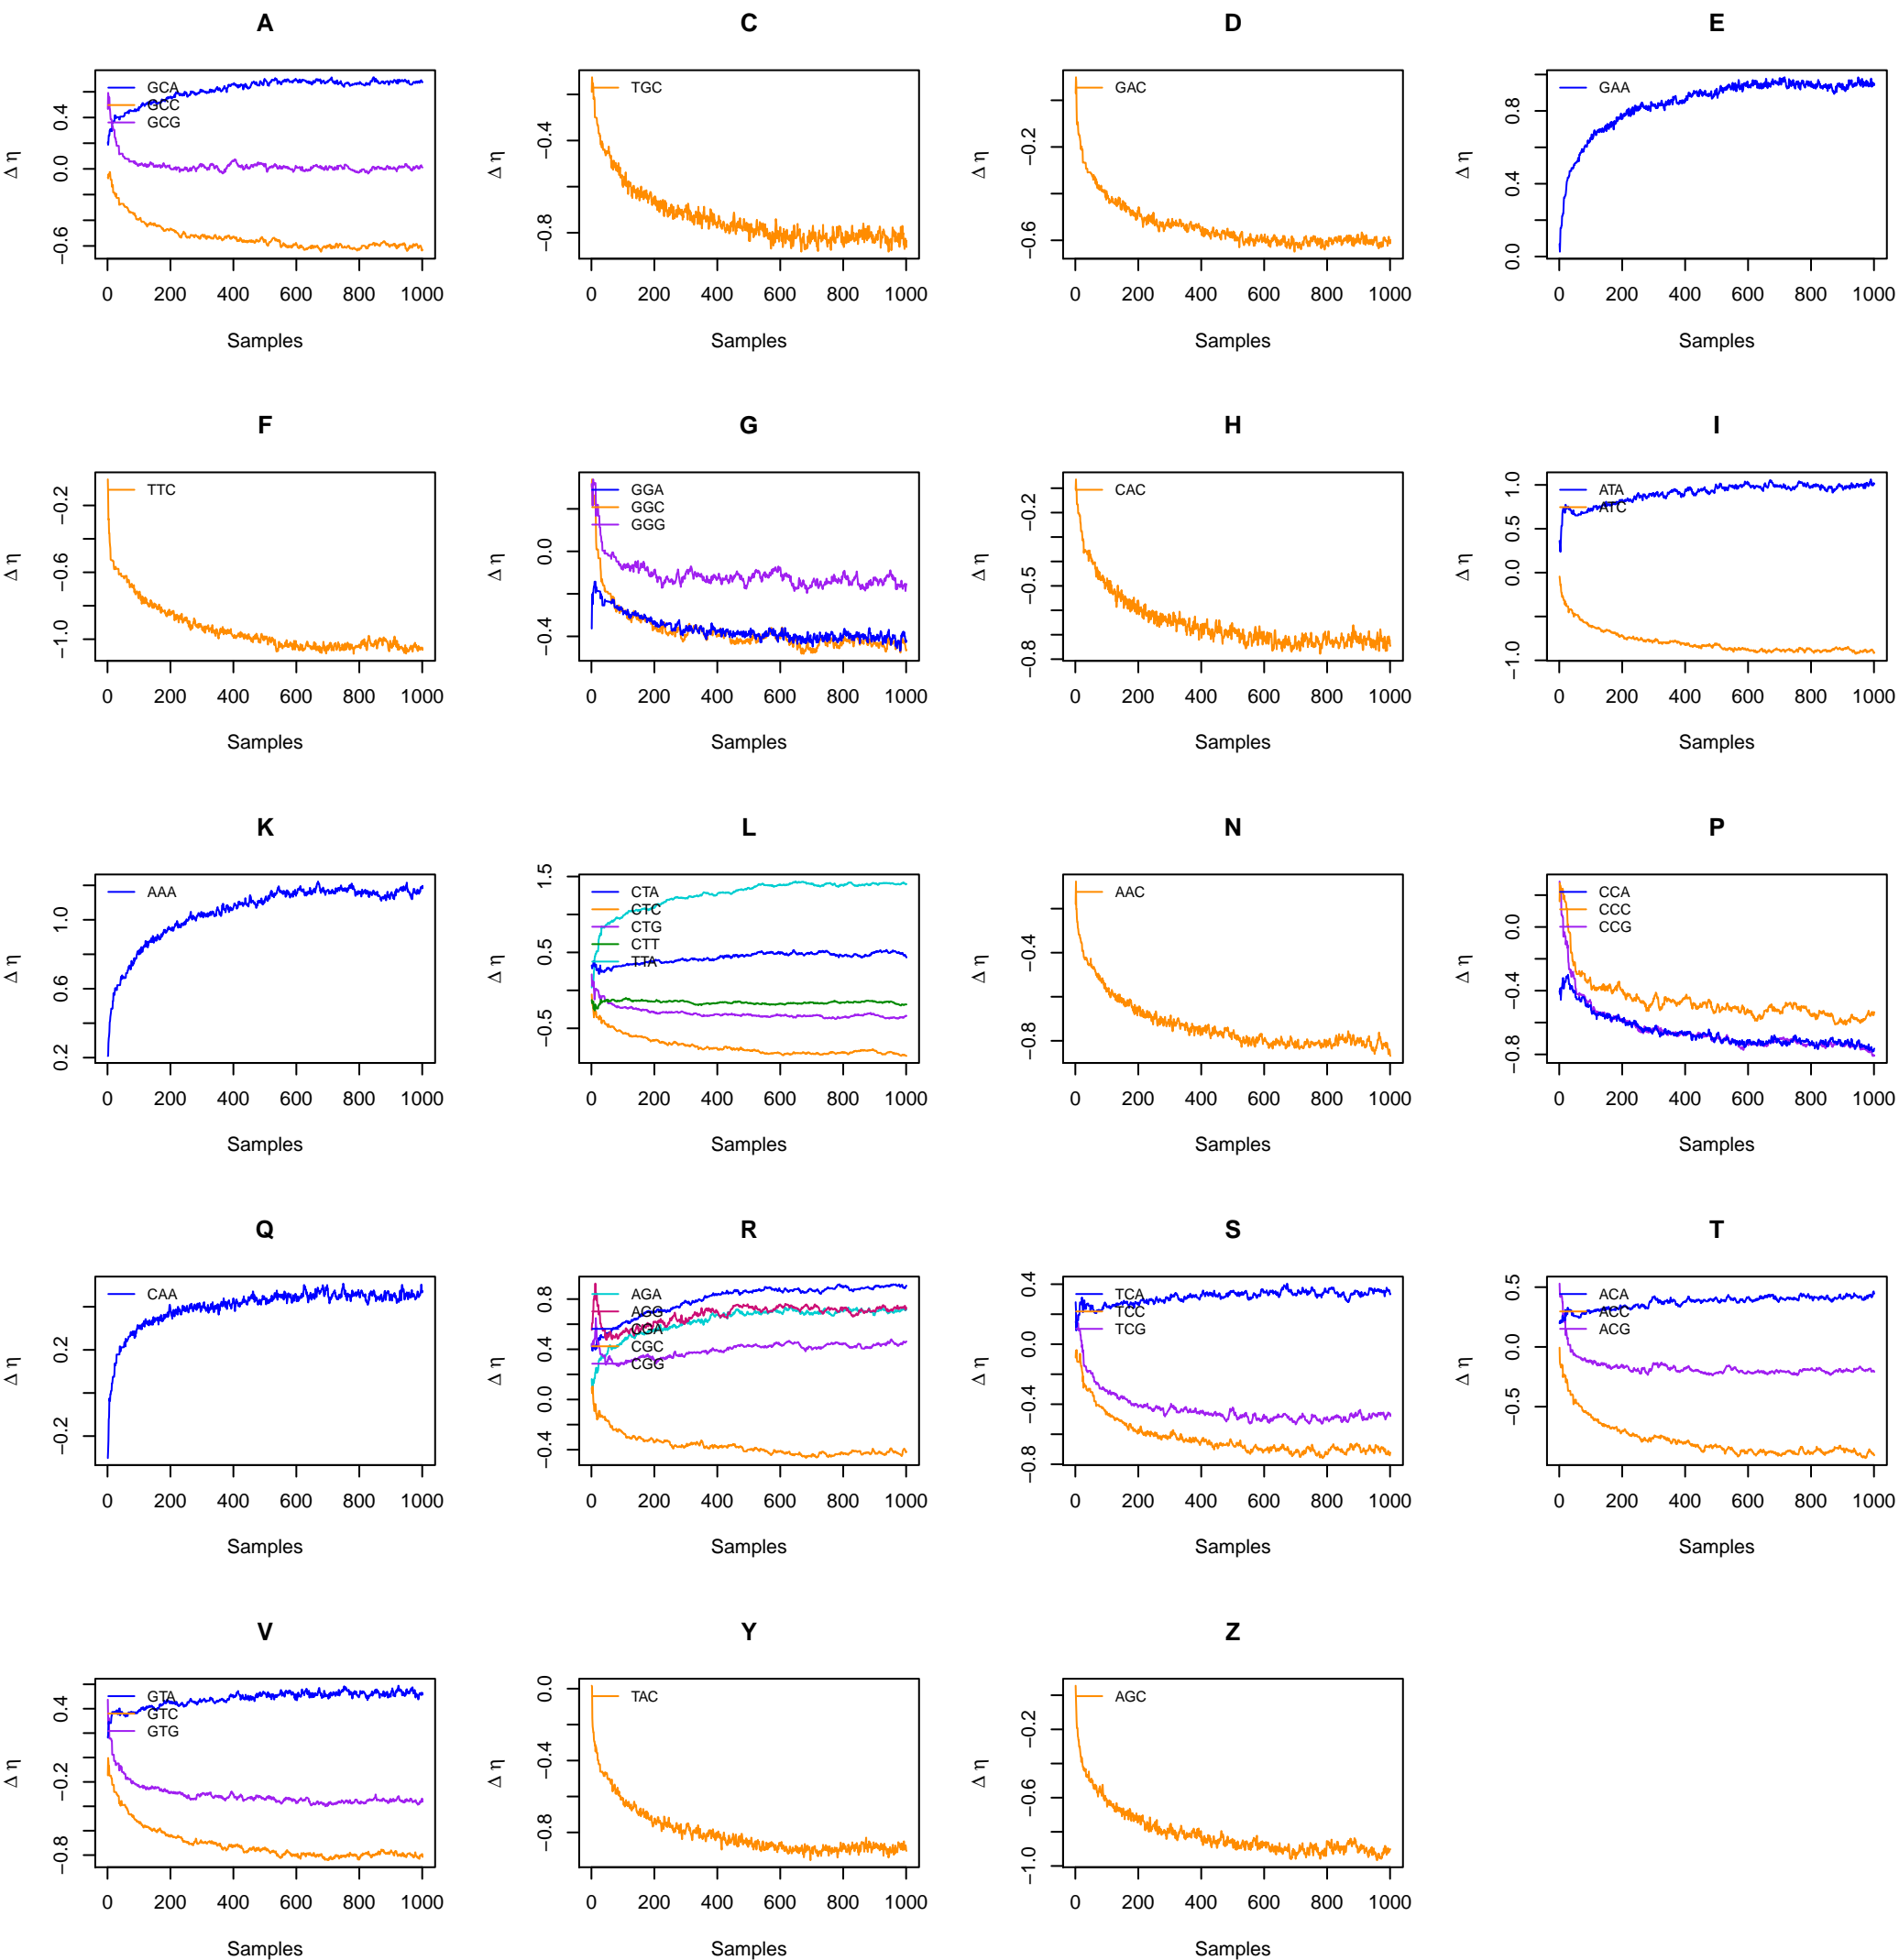 A
GCA
GCC
GCG
Δ η
0.4
0.0
−0.6
0 200 400 600 800 1000
Samples
C
TGC
Δ η
−0.4
−0.8
0 200 400 600 800 1000
Samples
D
GAC
Δ η
−0.2
−0.6
0 200 400 600 800 1000
Samples
E
GAA
Δ η
0.8
0.4
0.0
0 200 400 600 800 1000
Samples
F
TTC
Δ η
−0.2
−0.6
−1.0
0 200 400 600 800 1000
Samples
G
GGA
GGC
GGG
Δ η
0.0
−0.4
0 200 400 600 800 1000
Samples
H
CAC
Δ η
−0.2
−0.5
−0.8
0 200 400 600 800 1000
Samples
I
ATA
ATC
Δ η
1.0
0.5
0.0
−1.0
0 200 400 600 800 1000
Samples
K
AAA
Δ η
1.0
0.6
0.2
0 200 400 600 800 1000
Samples
L
CTA
CTC
CTG
CTT
TTA
Δ η
1.5
0.5
−0.5
0 200 400 600 800 1000
Samples
N
AAC
Δ η
−0.4
−0.8
0 200 400 600 800 1000
Samples
P
CCA
CCC
CCG
Δ η
0.0
−0.4
−0.8
0 200 400 600 800 1000
Samples
Q
CAA
Δ η
0.2
−0.2
0 200 400 600 800 1000
Samples
R
AGA
AGG
CGA
CGC
CGG
Δ η
0.8
0.4
0.0
−0.4
0 200 400 600 800 1000
Samples
S
TCA
TCC
TCG
Δ η
0.4
0.0
−0.4
−0.8
0 200 400 600 800 1000
Samples
T
ACA
ACC
ACG
Δ η
0.5
0.0
−0.5
0 200 400 600 800 1000
Samples
V
GTA
GTC
GTG
Δ η
0.4
−0.2
−0.8
0 200 400 600 800 1000
Samples
Y
TAC
Δ η
0.0
−0.4
−0.8
0 200 400 600 800 1000
Samples
Z
AGC
Δ η
−0.2
−0.6
−1.0
0 200 400 600 800 1000
Samples